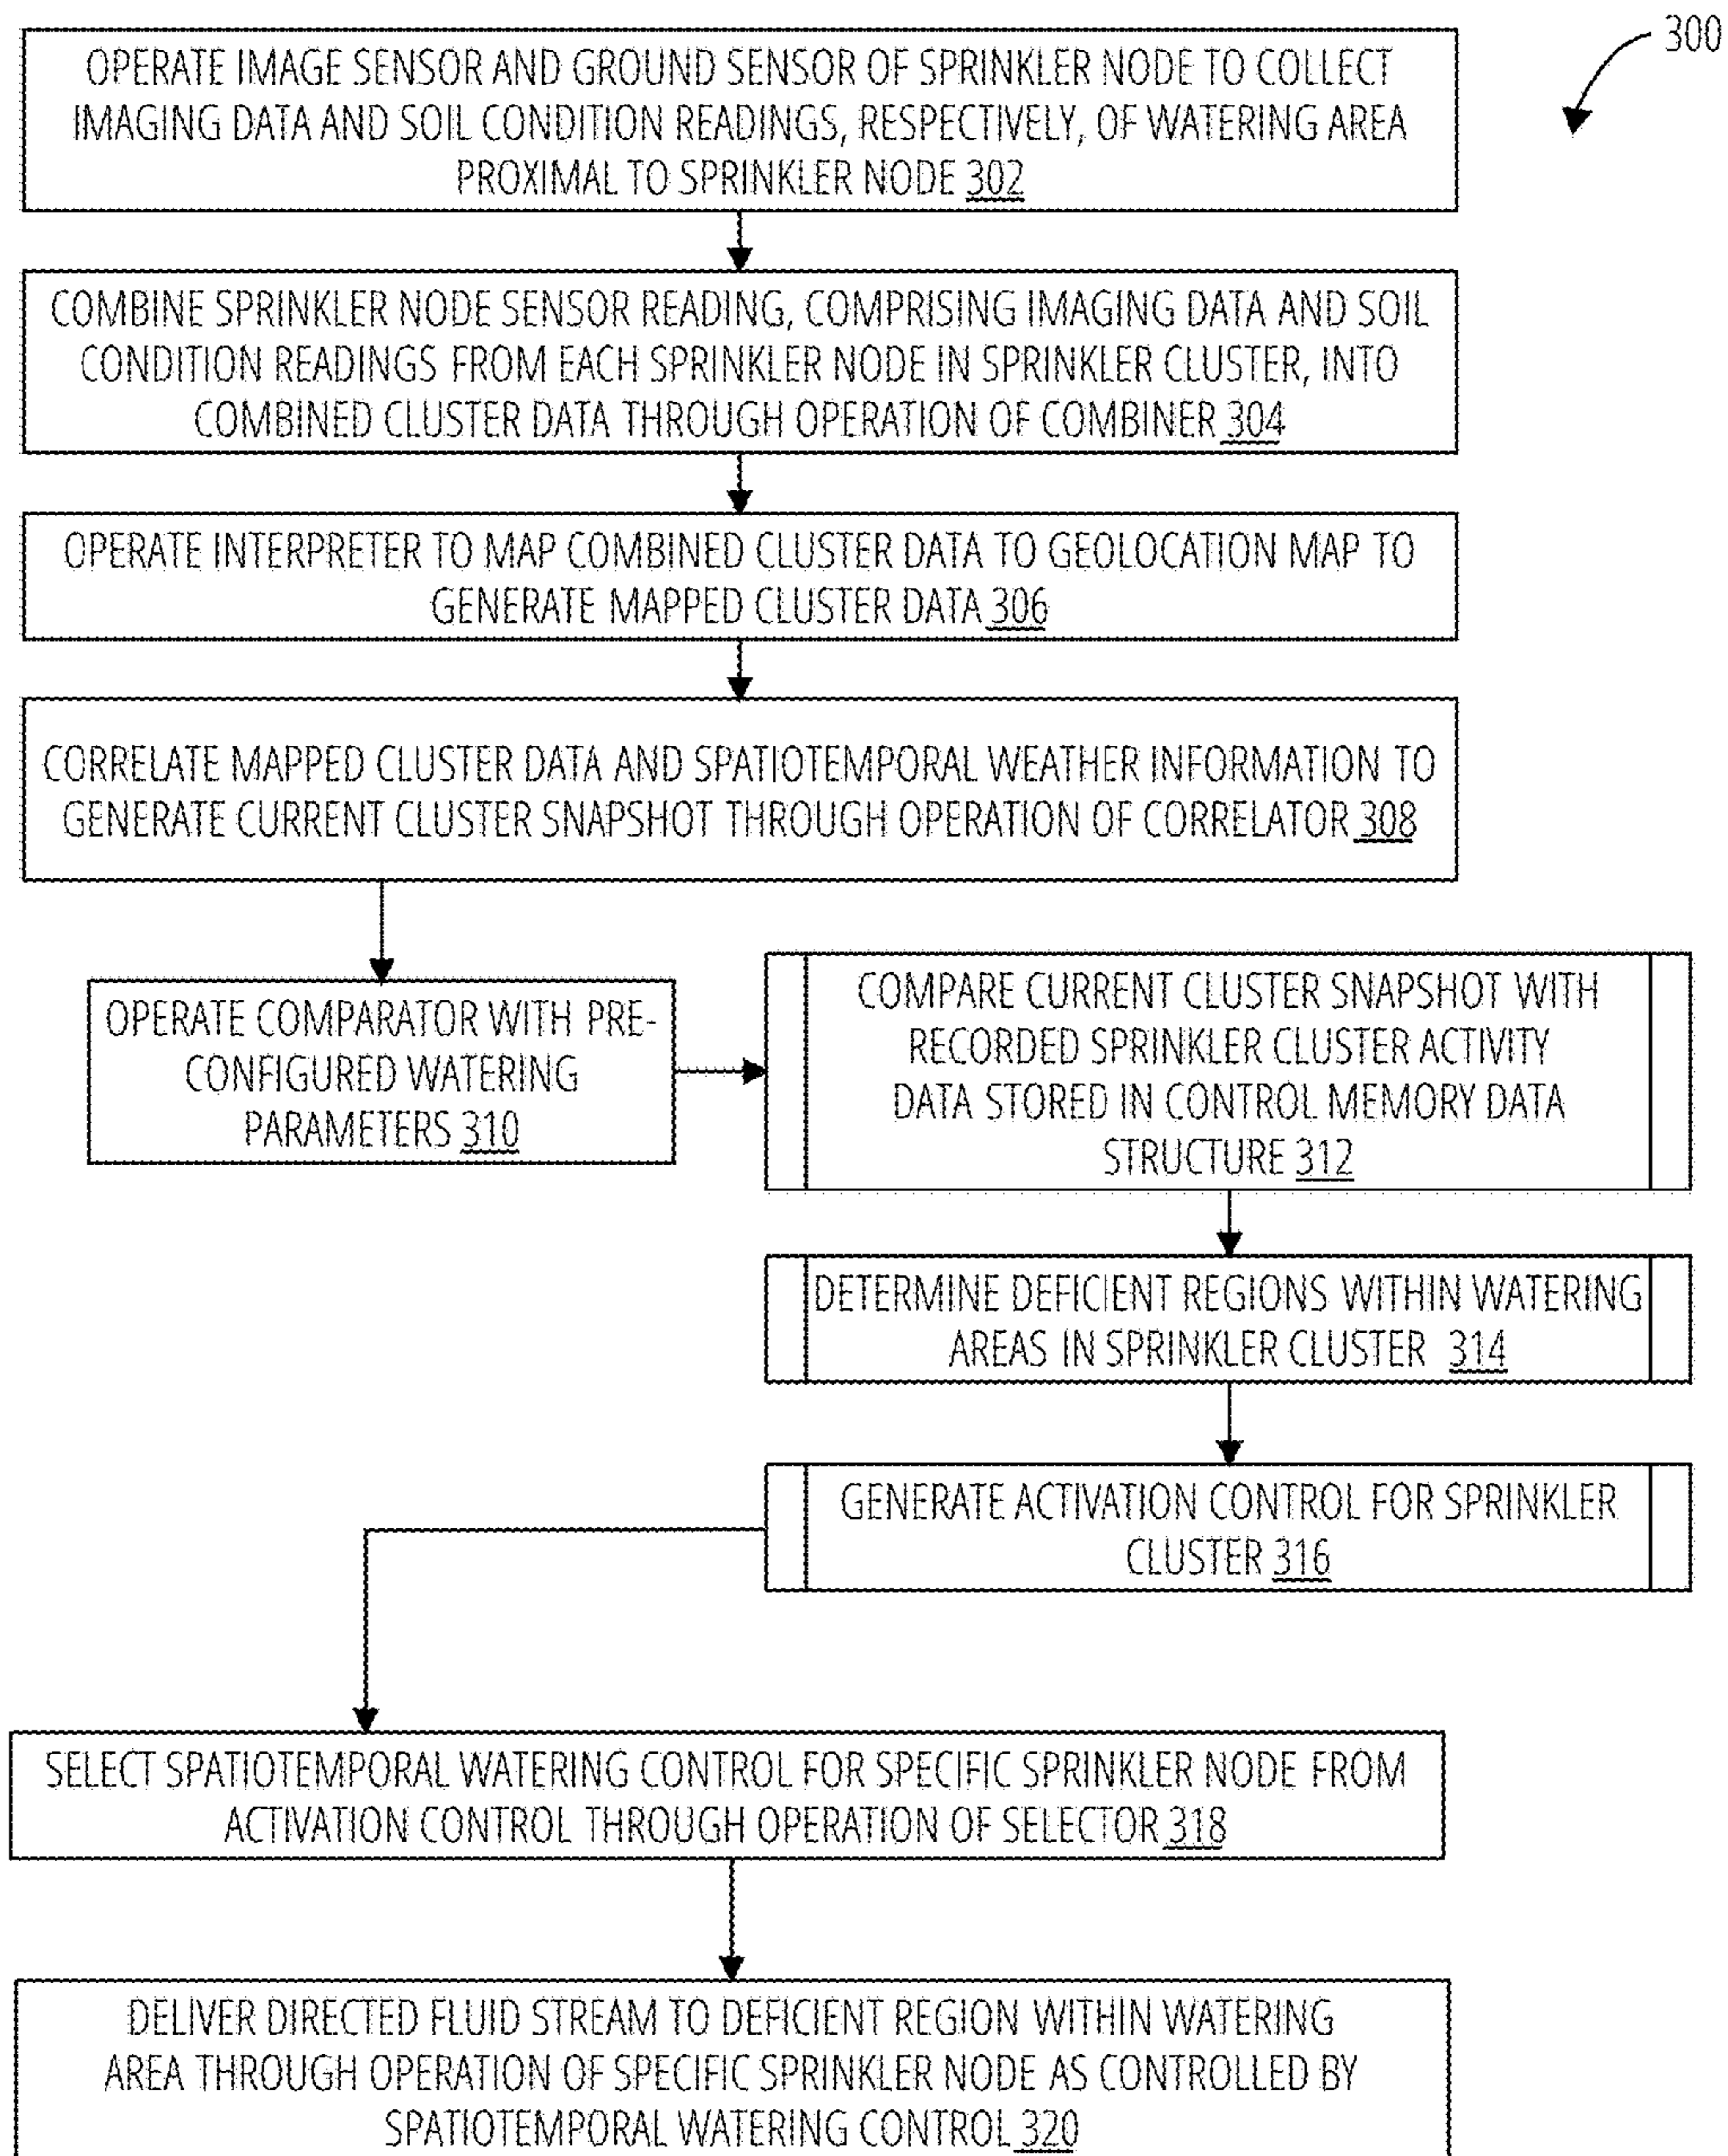 300
OPERATE IMAGE SENSOR AND GROUND SENSOR OF SPRINKLER NODE TO COLLECT
IMAGING DATA AND SOIL CONDITION READINGS, RESPECTIVELY, OF WATERING AREA
PROXIMAL TO SPRINKLER NODE 302
COMBINE SPRINKLER NODE SENSOR READING, COMPRISING IMAGING DATA AND SOIL
CONDITION READINGS FROM EACH SPRINKLER NODE IN SPRINKLER CLUSTER, INTO
COMBINED CLUSTER DATA THROUGH OPERATION OF COMBINER 304
OPERATE INTERPRETER TO MAP COMBINED CLUSTER DATA TO GEOLOCATION MAP TO
GENERATE MAPPED CLUSTER DATA 306
CORRELATE MAPPED CLUSTER DATA AND SPATIOTEMPORAL WEATHER INFORMATION TO
GENERATE CURRENT CLUSTER SNAPSHOT THROUGH OPERATION OF CORRELATOR 308
OPERATE COMPARATOR WITH PRE-
CONFIGURED WATERING
PARAMETERS 310
COMPARE CURRENT CLUSTER SNAPSHOT WITH
RECORDED SPRINKLER CLUSTER ACTIVITY
DATA STORED IN CONTROL MEMORY DATA
STRUCTURE 312
DETERMINE DEFICIENT REGIONS WITHIN WATERING
AREAS IN SPRINKLER CLUSTER 314
GENERATE ACTIVATION CONTROL FOR SPRINKLER
CLUSTER 316
SELECT SPATIOTEMPORAL WATERING CONTROL FOR SPECIFIC SPRINKLER NODE FROM
ACTIVATION CONTROL THROUGH OPERATION OF SELECTOR 318
DELIVER DIRECTED FLUID STREAM TO DEFICIENT REGION WITHIN WATERING
AREA THROUGH OPERATION OF SPECIFIC SPRINKLER NODE AS CONTROLLED BY
SPATIOTEMPORAL WATERING CONTROL 320